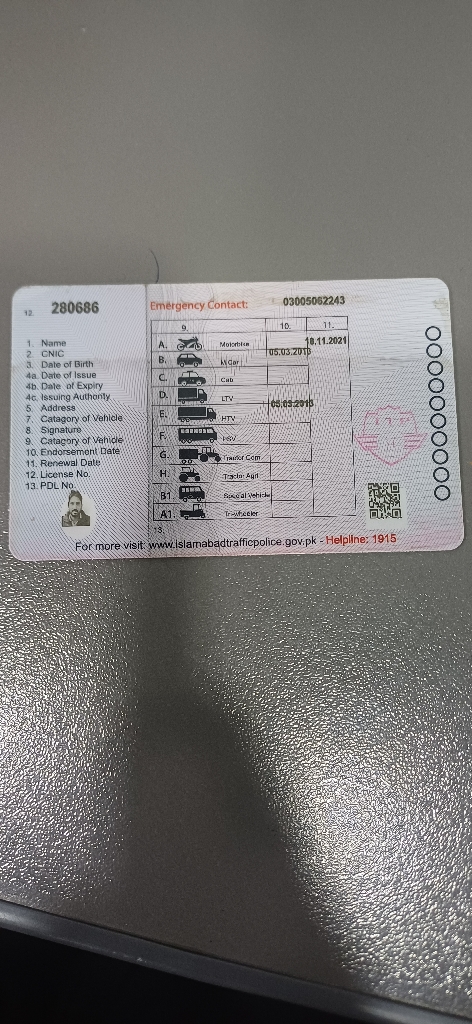 12. 280686
Emergency Contact: 03005062243
1. Name
2. CNIC
3. Date of Birth
4a. Date of Issue
4b. Date of Expiry
4c. Issuing Authority
5. Address
7. Catagory of Vehicle
8. Signature
9. Catagory of Vehicle
10. Endorsement Date
11. Renewal Date
12. License No.
13. PDL No.
9. 10. 11.
A. Motorbike 18.11.2021
B. M Car 05.03.2013
C. Cab
D. LTV 05.03.2013
E. HTV
F. PSV
G. Tractor Com
H. Tractor Agri
B1 Special Vehicle
A1. Tri-wheeler
13.
For more visit: www.islamabadtrafficpolice.gov.pk - Helpline: 1915